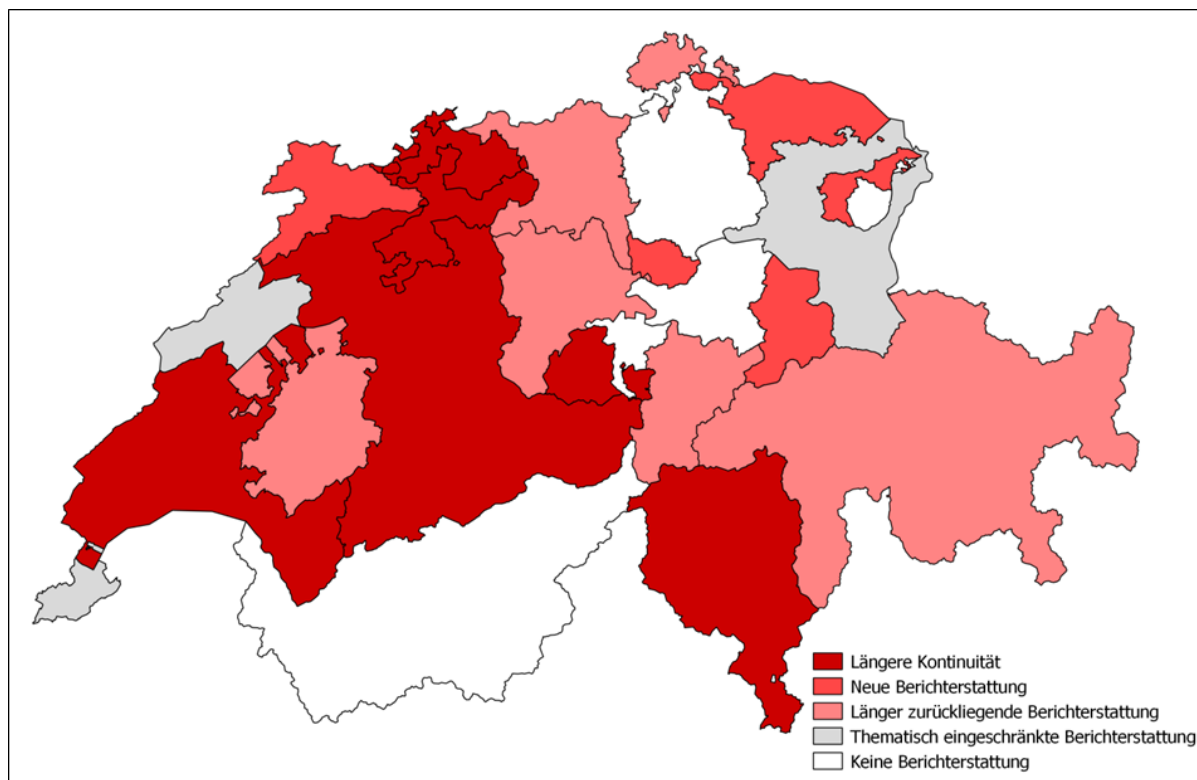 Längere Kontinuität
Neue Berichterstattung
Länger zurückliegende Berichterstattung
Thematisch eingeschränkte Berichterstattung
Keine Berichterstattung